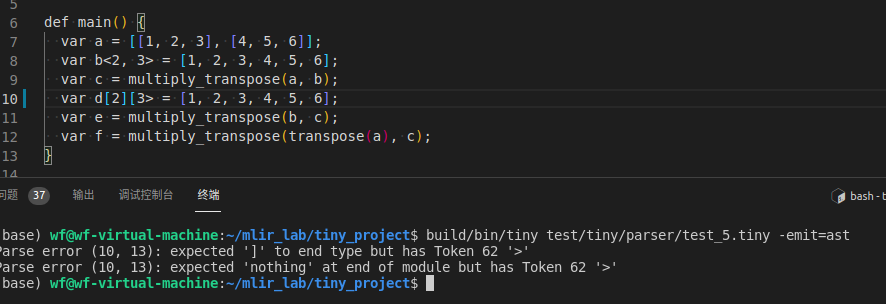 5
6 def main() {
7 var a = [[1, 2, 3], [4, 5, 6]];
8 var b<2, 3> = [1, 2, 3, 4, 5, 6];
9 var c = multiply_transpose(a, b);
10 var d[2][3> = [1, 2, 3, 4, 5, 6];
11 var e = multiply_transpose(b, c);
12 var f = multiply_transpose(transpose(a), c);
13 }
14
问题 37 输出 调试控制台 终端 bash - t
base) wf@wf-virtual-machine:~/mlir_lab/tiny_project$ build/bin/tiny test/tiny/parser/test_5.tiny -emit=ast
Parse error (10, 13): expected ']' to end type but has Token 62 '>'
Parse error (10, 13): expected 'nothing' at end of module but has Token 62 '>'
base) wf@wf-virtual-machine:~/mlir_lab/tiny_project$